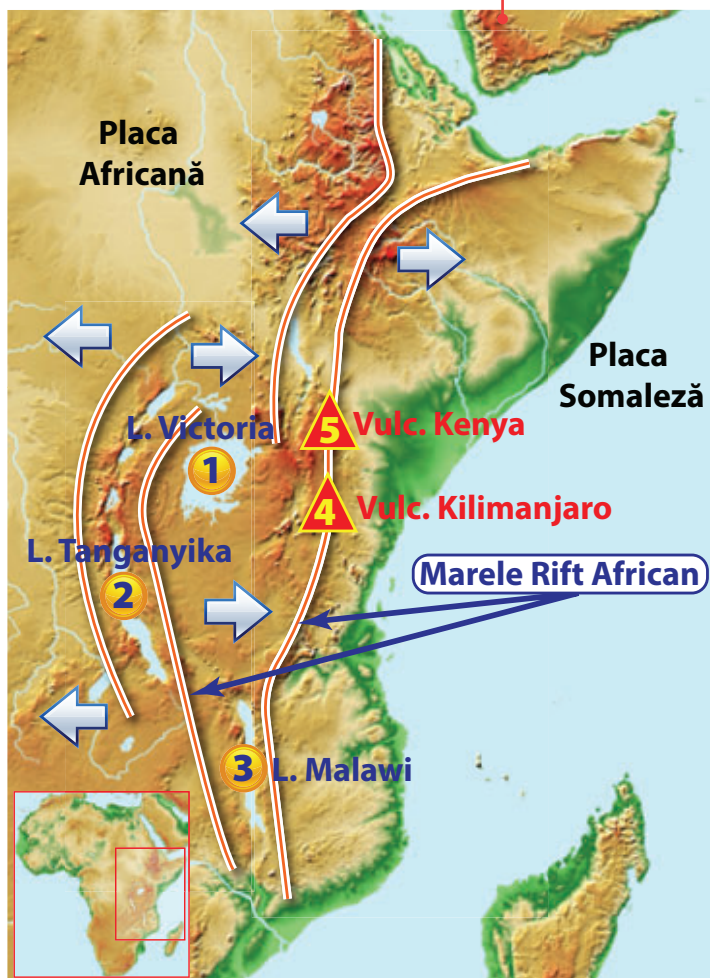 Placa
Africană
Placa
Somaleză
L. Victoria
1
5
Vulc. Kenya
4
Vulc. Kilimanjaro
L. Tanganyika
2
Marele Rift African
3
L. Malawi